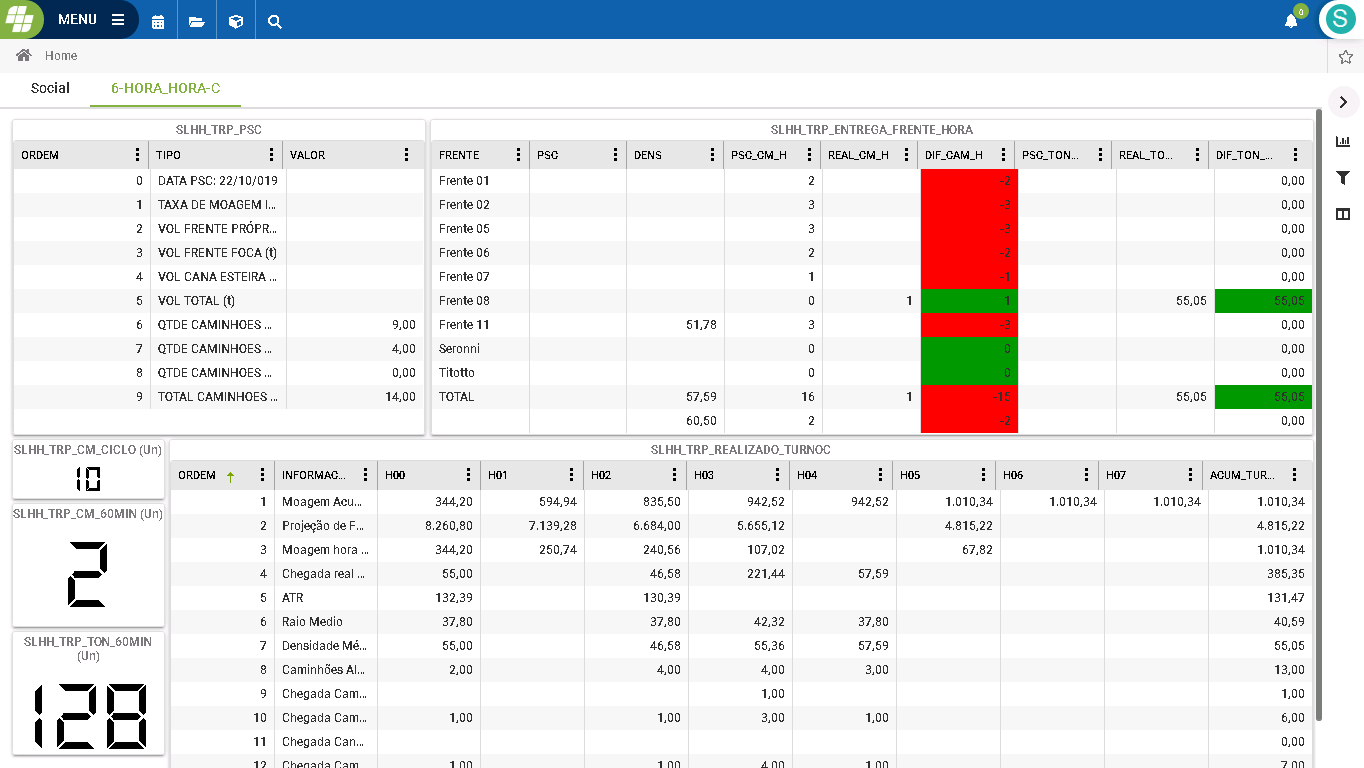 MENU
0
S
Home
Social 6-HORA_HORA-C
SLHH_TRP_PSC
ORDEM TIPO VALOR
0 DATA PSC: 22/10/019
1 TAXA DE MOAGEM I...
2 VOL FRENTE PRÓPR...
3 VOL FRENTE FOCA (t)
4 VOL CANA ESTEIRA ...
5 VOL TOTAL (t)
6 QTDE CAMINHOES ... 9,00
7 QTDE CAMINHOES ... 4,00
8 QTDE CAMINHOES ... 0,00
9 TOTAL CAMINHOES ... 14,00
SLHH_TRP_ENTREGA_FRENTE_HORA
FRENTE PSC DENS PSC_CM_H REAL_CM_H DIF_CAM_H PSC_TON... REAL_TO... DIF_TON_...
Frente 01 2 -2 0,00
Frente 02 3 -3 0,00
Frente 05 3 -3 0,00
Frente 06 2 -2 0,00
Frente 07 1 -1 0,00
Frente 08 0 1 1 55,05 55,05
Frente 11 51,78 3 -3 0,00
Seronni 0 0 0,00
Titotto 0 0 0,00
TOTAL 57,59 16 1 -15 55,05 55,05
60,50 2 -2 0,00
SLHH_TRP_CM_CICLO (Un)
10
SLHH_TRP_CM_60MIN (Un)
2
SLHH_TRP_TON_60MIN
(Un)
128
SLHH_TRP_REALIZADO_TURNOC
ORDEM INFORMAC... H00 H01 H02 H03 H04 H05 H06 H07 ACUM_TUR...
1 Moagem Acu... 344,20 594,94 835,50 942,52 942,52 1.010,34 1.010,34 1.010,34 1.010,34
2 Projeção de F... 8.260,80 7.139,28 6.684,00 5.655,12 4.815,22 4.815,22
3 Moagem hora ... 344,20 250,74 240,56 107,02 67,82 1.010,34
4 Chegada real ... 55,00 46,58 221,44 57,59 385,35
5 ATR 132,39 130,39 131,47
6 Raio Medio 37,80 37,80 42,32 37,80 40,59
7 Densidade Mé... 55,00 46,58 55,36 57,59 55,05
8 Caminhões Al... 2,00 4,00 4,00 3,00 13,00
9 Chegada Cam... 1,00 1,00
10 Chegada Cam... 1,00 1,00 3,00 1,00 6,00
11 Chegada Can... 0,00
12 Chegada Cam... 1,00 1,00 4,00 1,00 7,00